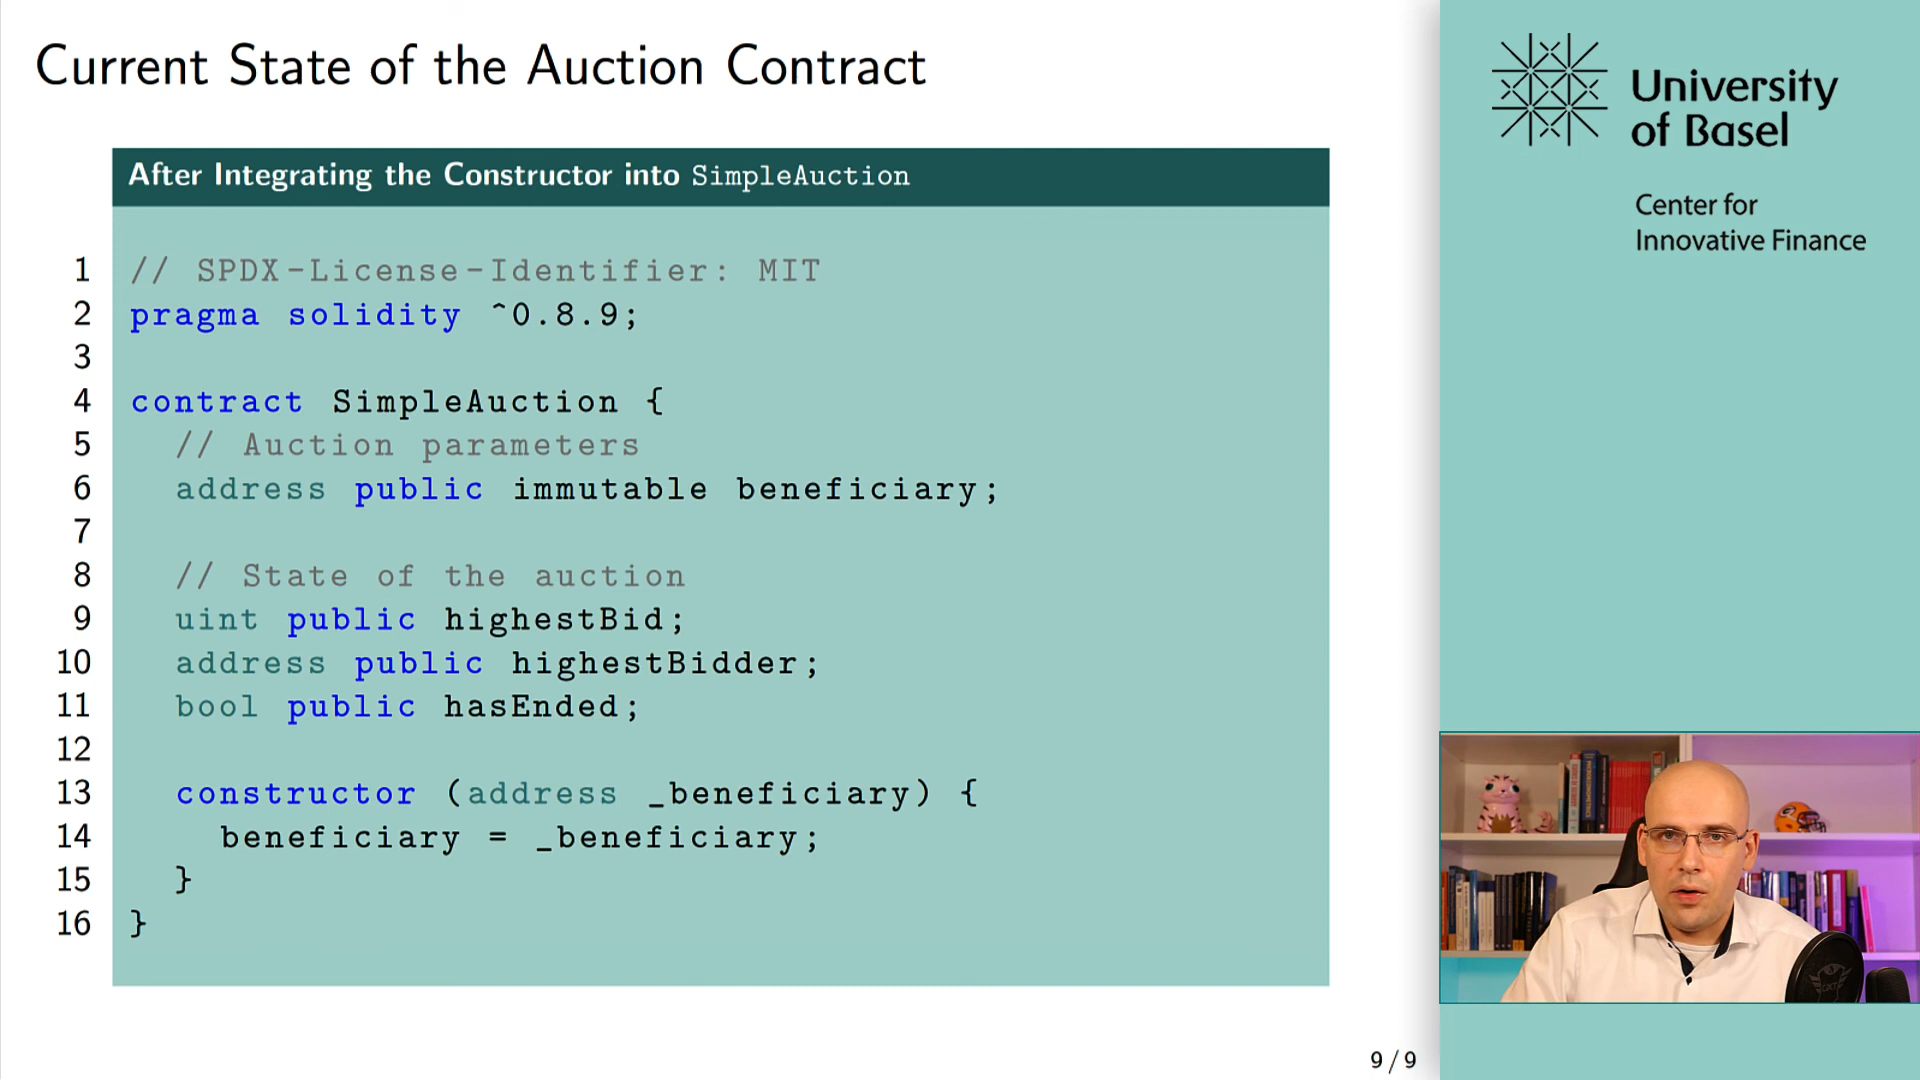 Current State of the Auction Contract
After Integrating the Constructor into SimpleAuction
1 // SPDX-License-Identifier: MIT
2 pragma solidity ^0.8.9;
3
4 contract SimpleAuction {
5 // Auction parameters
6 address public immutable beneficiary;
7
8 // State of the auction
9 uint public highestBid;
10 address public highestBidder;
11 bool public hasEnded;
12
13 constructor (address _beneficiary) {
14 beneficiary = _beneficiary;
15 }
16 }
9/9
University
of Basel
Center for
Innovative Finance